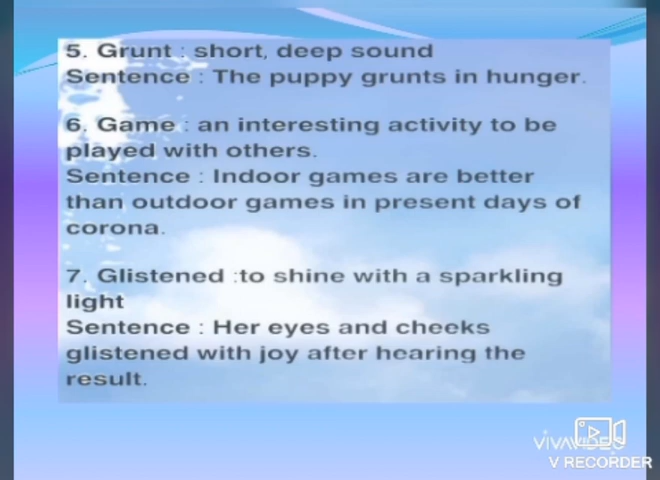 5. Grunt : short, deep sound
Sentence : The puppy grunts in hunger.
6. Game : an interesting activity to be
played with others.
Sentence : Indoor games are better
than outdoor games in present days of
corona.
7. Glistened :to shine with a sparkling
light
Sentence : Her eyes and cheeks
glistened with joy after hearing the
result.
VIVAVIDEO
V RECORDER